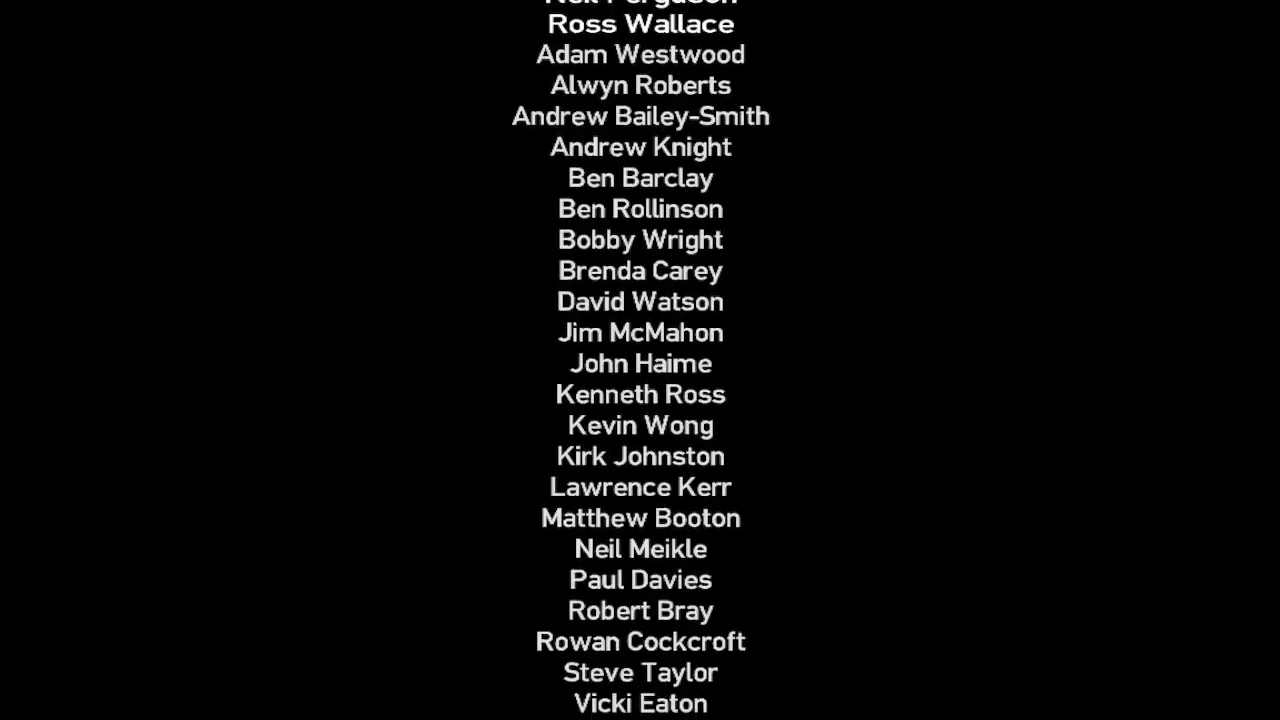 Neil Ferguson
Ross Wallace
Adam Westwood
Alwyn Roberts
Andrew Bailey-Smith
Andrew Knight
Ben Barclay
Ben Rollinson
Bobby Wright
Brenda Carey
David Watson
Jim McMahon
John Haime
Kenneth Ross
Kevin Wong
Kirk Johnston
Lawrence Kerr
Matthew Booton
Neil Meikle
Paul Davies
Robert Bray
Rowan Cockcroft
Steve Taylor
Vicki Eaton